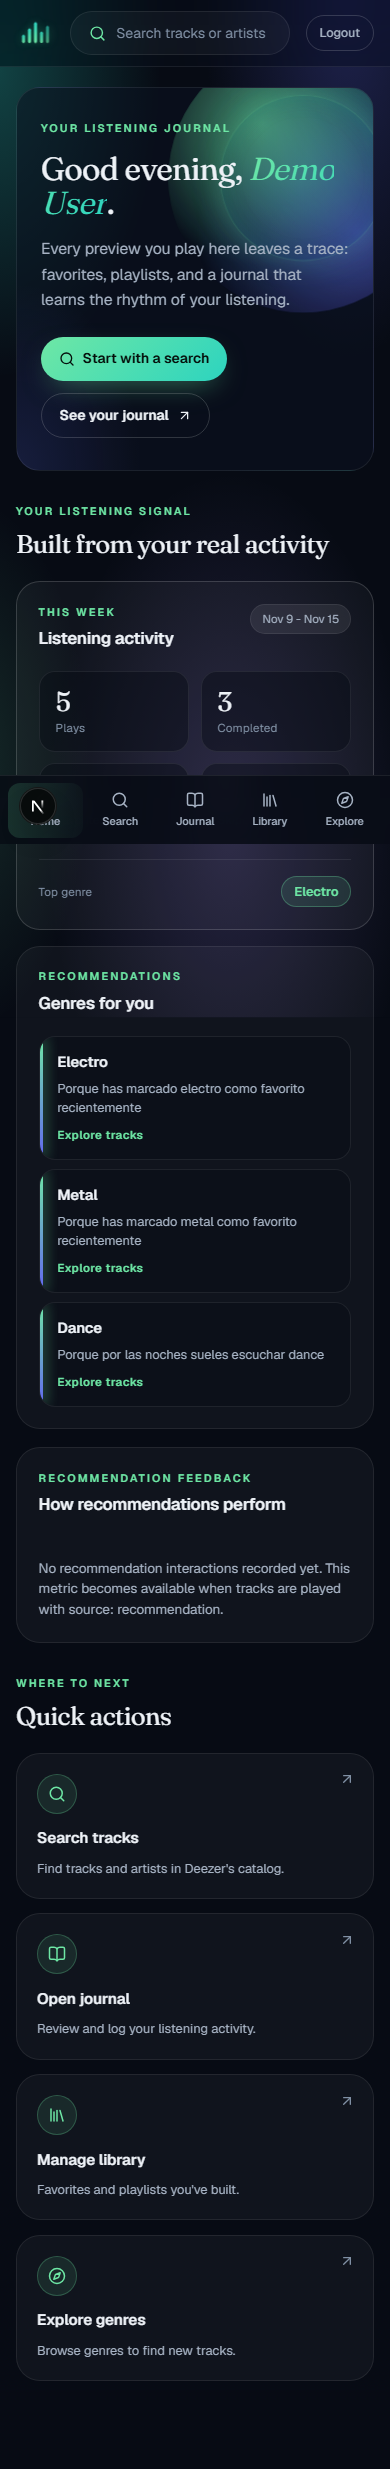 Search tracks or artists
Logout
YOUR LISTENING JOURNAL
Good evening, Demo
User.
Every preview you play here leaves a trace:
favorites, playlists, and a journal that
learns the rhythm of your listening.
Start with a search
See your journal
YOUR LISTENING SIGNAL
Built from your real activity
THIS WEEK
Nov 9 - Nov 15
Listening activity
5
3
Plays
Completed
N
Search
Journal
Library
Explore
Top genre
Electro
RECOMMENDATIONS
Genres for you
Electro
Porque has marcado electro como favorito
recientemente
Explore tracks
Metal
Porque has marcado metal como favorito
recientemente
Explore tracks
Dance
Porque por las noches sueles escuchar dance
Explore tracks
RECOMMENDATION FEEDBACK
How recommendations perform
No recommendation interactions recorded yet. This
metric becomes available when tracks are played
with source: recommendation.
WHERE TO NEXT
Quick actions
Search tracks
Find tracks and artists in Deezer's catalog.
Open journal
Review and log your listening activity.
Manage library
Favorites and playlists you've built.
Explore genres
Browse genres to find new tracks.